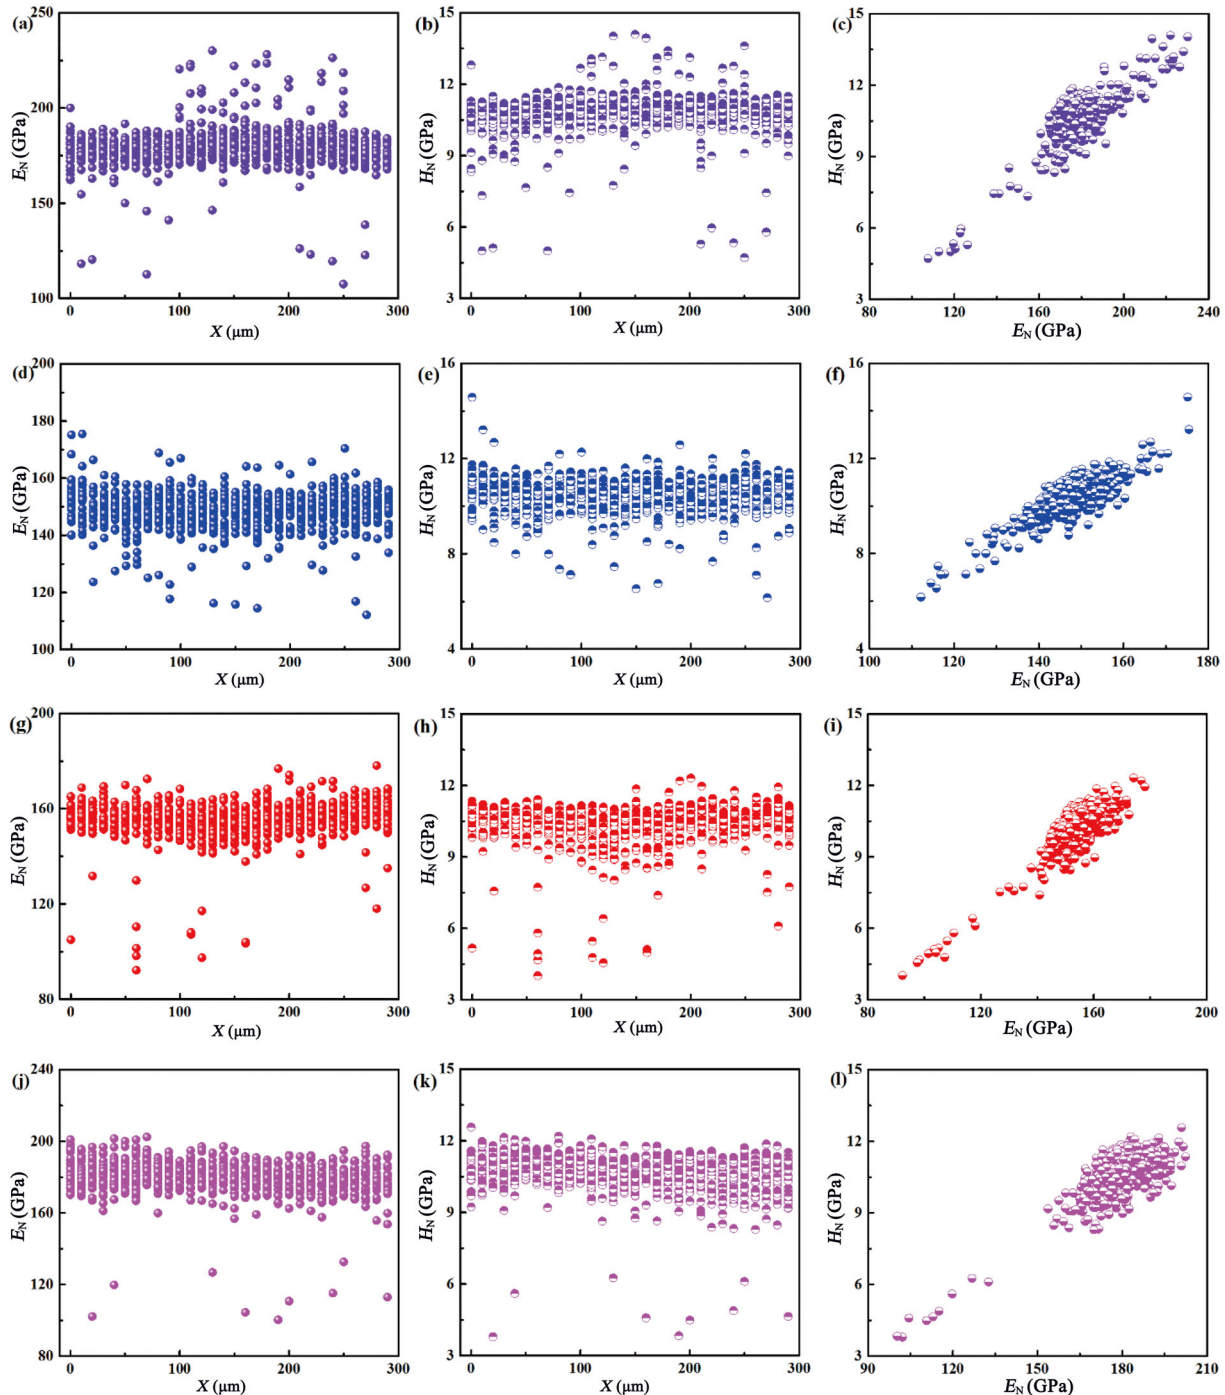 (a)
250
200
150
100
E_N (GPa)
0 100 200 300
X (μm)
(b)
15
12
9
6
3
H_N (GPa)
0 100 200 300
X (μm)
(c)
15
12
9
6
3
H_N (GPa)
80 120 160 200 240
E_N (GPa)
(d)
200
180
160
140
120
100
E_N (GPa)
0 100 200 300
X (μm)
(e)
16
12
8
4
H_N (GPa)
0 100 200 300
X (μm)
(f)
16
12
8
4
H_N (GPa)
100 120 140 160 180
E_N (GPa)
(g)
200
160
120
80
E_N (GPa)
0 100 200 300
X (μm)
(h)
15
12
9
6
3
H_N (GPa)
0 100 200 300
X (μm)
(i)
15
12
9
6
3
H_N (GPa)
80 120 160 200
E_N (GPa)
(j)
240
200
160
120
80
E_N (GPa)
0 100 200 300
X (μm)
(k)
15
12
9
6
3
H_N (GPa)
0 100 200 300
X (μm)
(l)
15
12
9
6
3
H_N (GPa)
90 120 150 180 210
E_N (GPa)